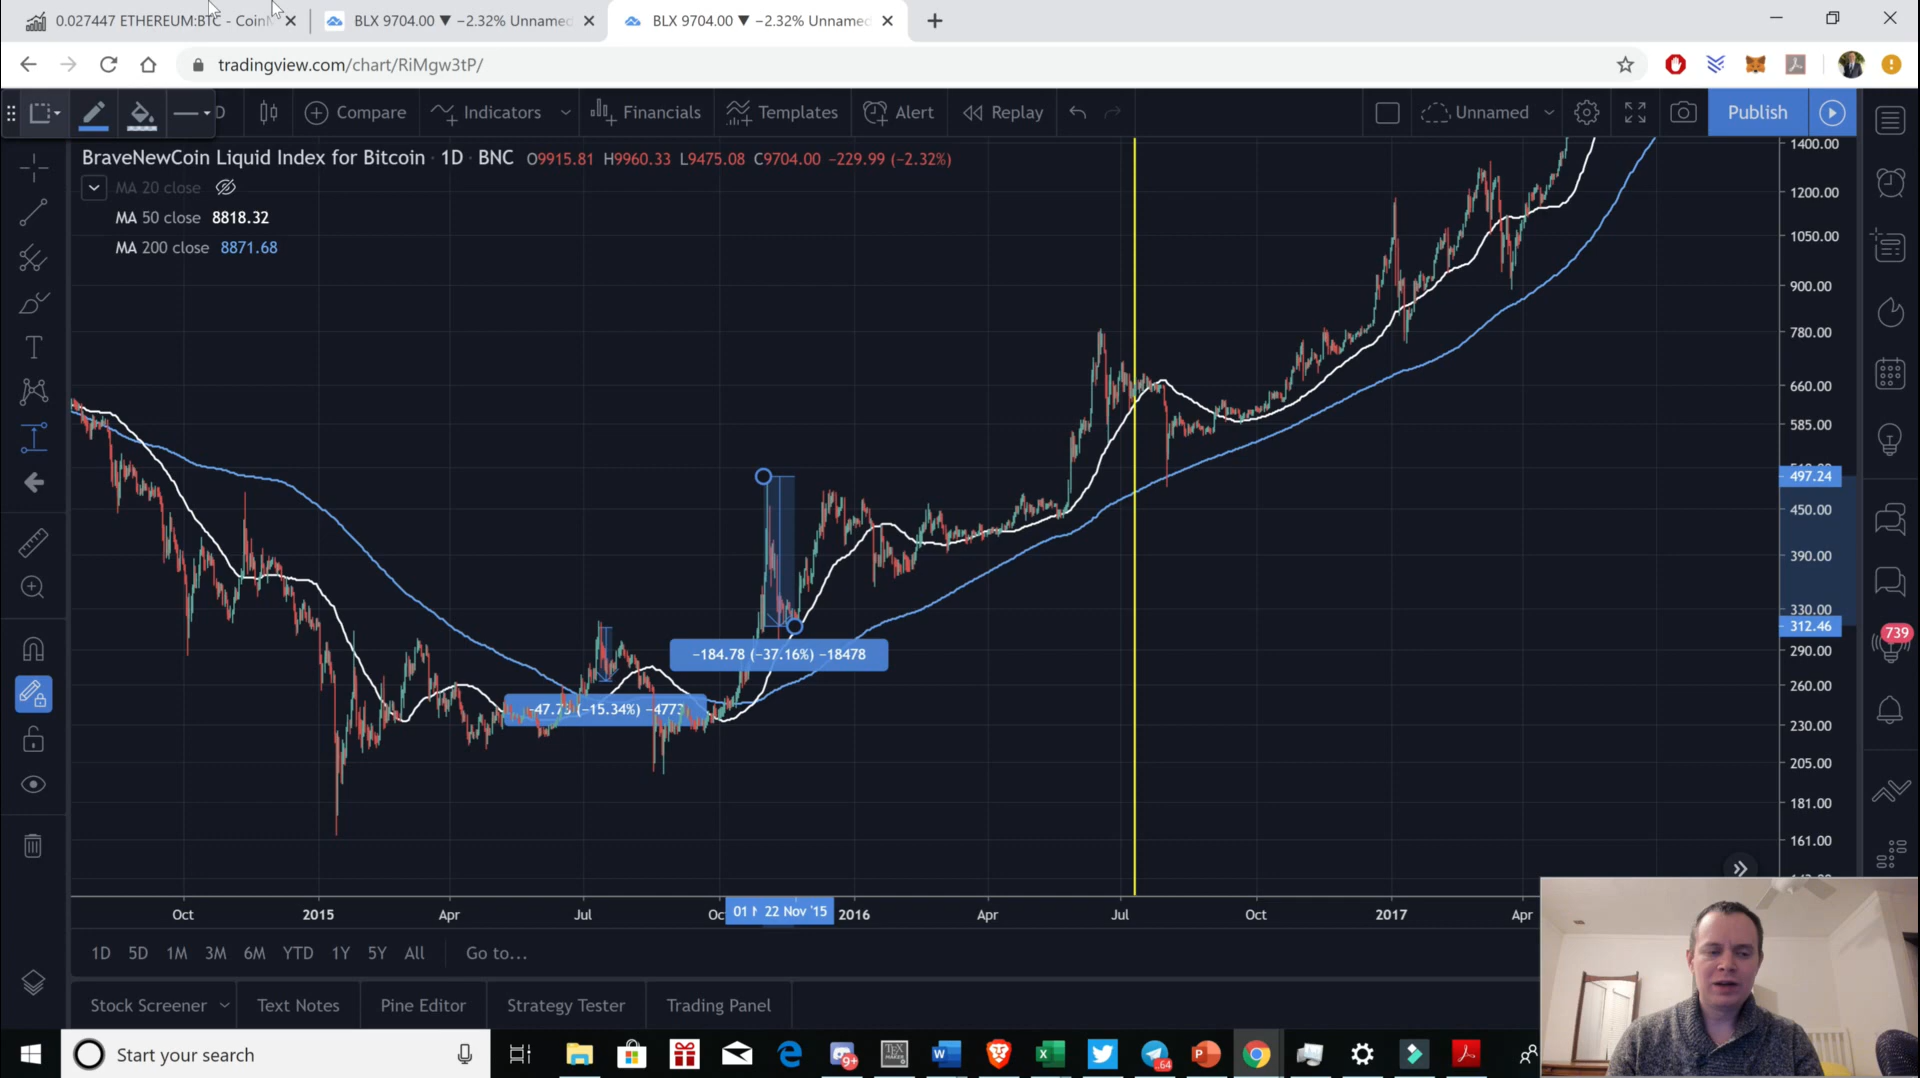 0.027447 ETHEREUM:BTC - Coin
BLX 9704.00 ▼ −2.32% Unnamed
BLX 9704.00 ▼ −2.32% Unnamed
tradingview.com/chart/RiMgw3tP/
D
Compare
Indicators
Financials
Templates
Alert
Replay
Unnamed
Publish
BraveNewCoin Liquid Index for Bitcoin · 1D · BNC O9915.81 H9960.33 L9475.08 C9704.00 −229.99 (−2.32%)
MA 20 close
MA 50 close 8818.32
MA 200 close 8871.68
1400.00
1200.00
1050.00
900.00
780.00
660.00
585.00
497.24
450.00
390.00
330.00
312.46
290.00
260.00
230.00
205.00
181.00
161.00
739
−184.78 (−37.16%) −18478
−47.73 (−15.34%) −4773
Oct
2015
Apr
Jul
Oc
01 N
22 Nov '15
2016
Apr
Jul
Oct
2017
Apr
1D 5D 1M 3M 6M YTD 1Y 5Y All Go to...
Stock Screener
Text Notes
Pine Editor
Strategy Tester
Trading Panel
Start your search
9+
64